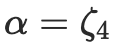 α = ζ₄